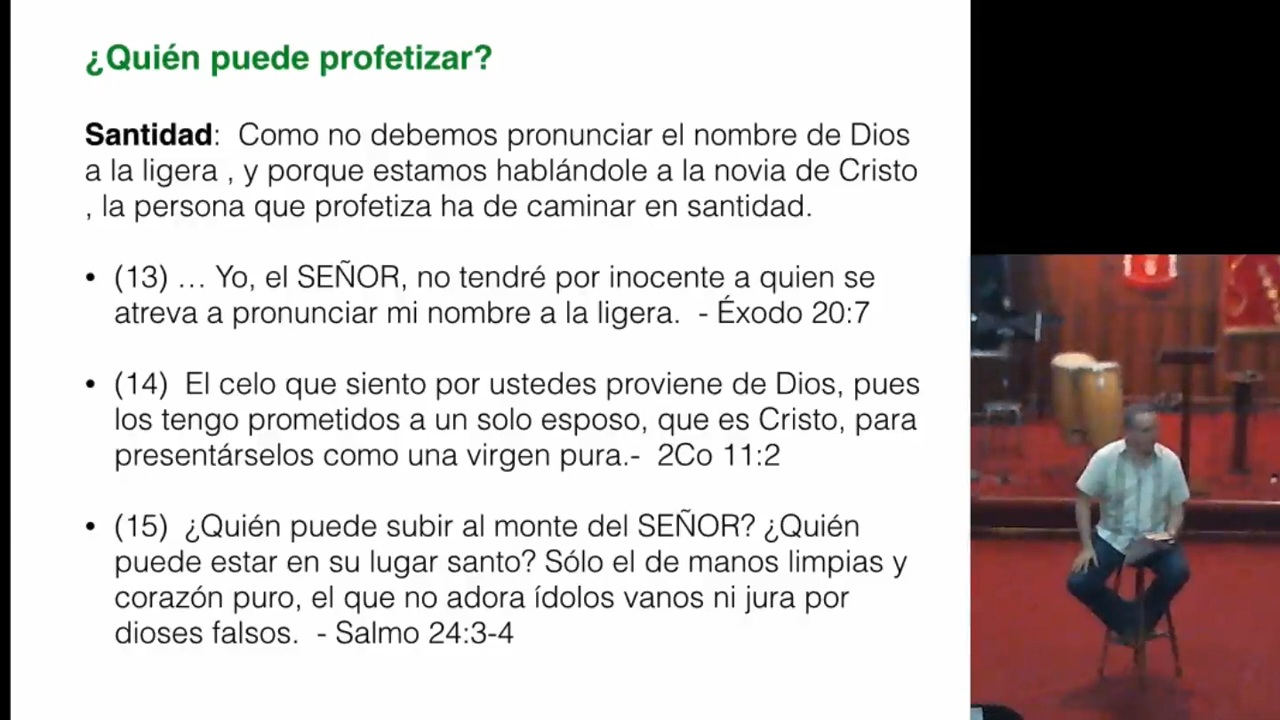 ¿Quién puede profetizar?
Santidad:  Como no debemos pronunciar el nombre de Dios
a la ligera , y porque estamos hablándole a la novia de Cristo
, la persona que profetiza ha de caminar en santidad.
• (13) … Yo, el SEÑOR, no tendré por inocente a quien se
atreva a pronunciar mi nombre a la ligera.  - Éxodo 20:7
• (14)  El celo que siento por ustedes proviene de Dios, pues
los tengo prometidos a un solo esposo, que es Cristo, para
presentárselos como una virgen pura.-  2Co 11:2
• (15)  ¿Quién puede subir al monte del SEÑOR? ¿Quién
puede estar en su lugar santo? Sólo el de manos limpias y
corazón puro, el que no adora ídolos vanos ni jura por
dioses falsos.  - Salmo 24:3-4